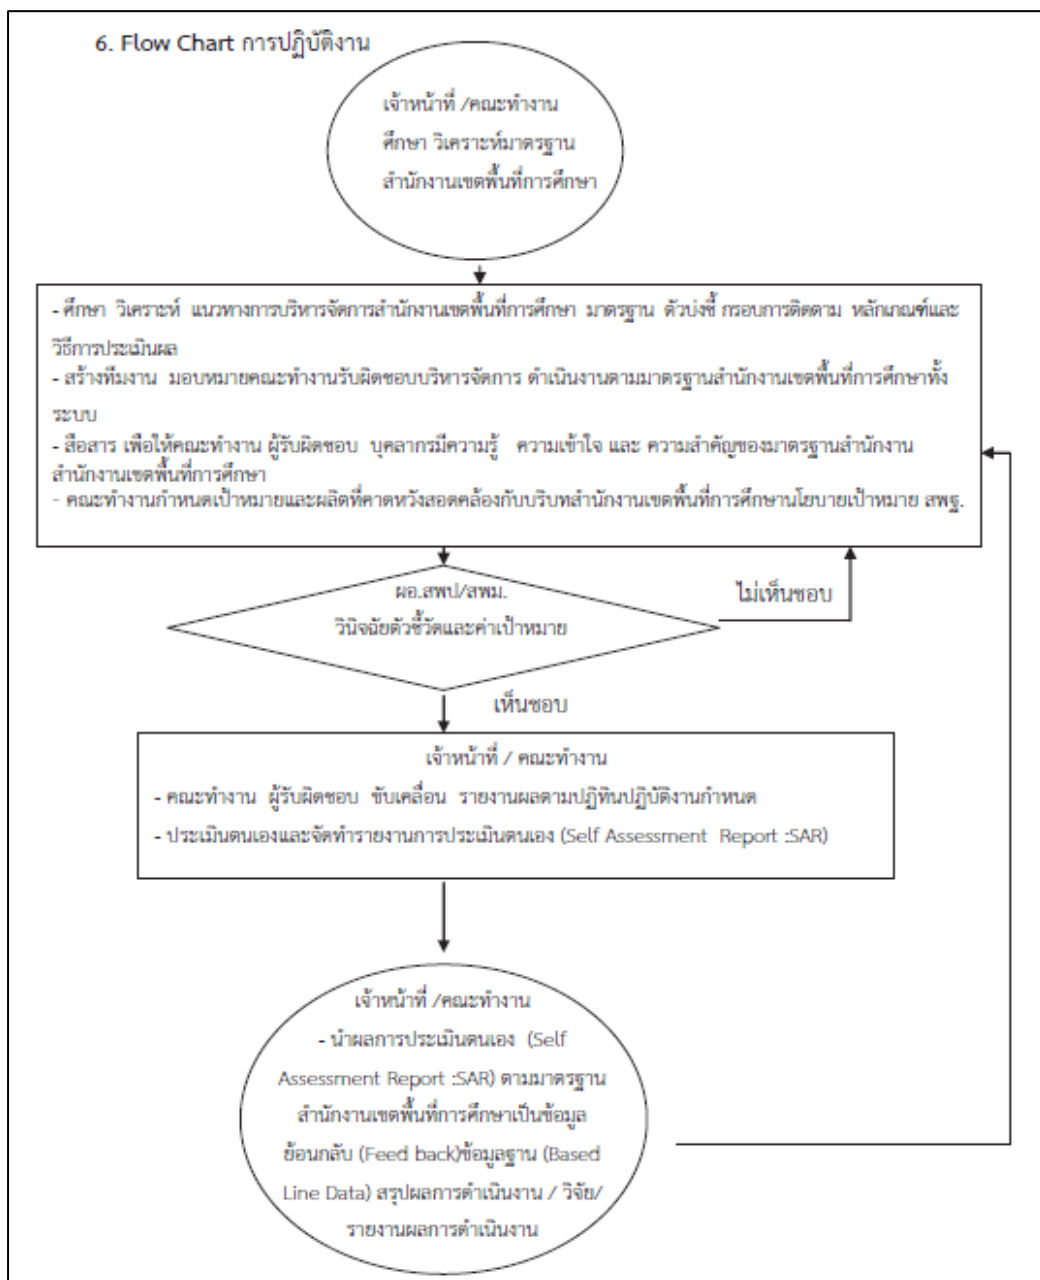 6. Flow Chart การปฏิบัติงาน
เจ้าหน้าที่ /คณะทำงาน
ศึกษา วิเคราะห์มาตรฐาน
สำนักงานเขตพื้นที่การศึกษา
- ศึกษา วิเคราะห์ แนวทางการบริหารจัดการสำนักงานเขตพื้นที่การศึกษา มาตรฐาน ตัวบ่งชี้ กรอบการติดตาม หลักเกณฑ์และ
วิธีการประเมินผล
- สร้างทีมงาน มอบหมายคณะทำงานรับผิดชอบบริหารจัดการ ดำเนินงานตามมาตรฐานสำนักงานเขตพื้นที่การศึกษาทั้ง
ระบบ
- สื่อสาร เพื่อให้คณะทำงาน ผู้รับผิดชอบ บุคลากรมีความรู้ ความเข้าใจ และ ความสำคัญของมาตรฐานสำนักงาน
สำนักงานเขตพื้นที่การศึกษา
- คณะทำงานกำหนดเป้าหมายและผลิตที่คาดหวังสอดคล้องกับบริบทสำนักงานเขตพื้นที่การศึกษานโยบายเป้าหมาย สพฐ.
ผอ.สพป/สพม.
วินิจฉัยตัวชี้วัดและค่าเป้าหมาย
ไม่เห็นชอบ
เห็นชอบ
เจ้าหน้าที่ / คณะทำงาน
- คณะทำงาน ผู้รับผิดชอบ ขับเคลื่อน รายงานผลตามปฏิทินปฏิบัติงานกำหนด
- ประเมินตนเองและจัดทำรายงานการประเมินตนเอง (Self Assessment Report :SAR)
เจ้าหน้าที่ /คณะทำงาน
- นำผลการประเมินตนเอง (Self
Assessment Report :SAR) ตามมาตรฐาน
สำนักงานเขตพื้นที่การศึกษาเป็นข้อมูล
ย้อนกลับ (Feed back)ข้อมูลฐาน (Based
Line Data) สรุปผลการดำเนินงาน / วิจัย/
รายงานผลการดำเนินงาน